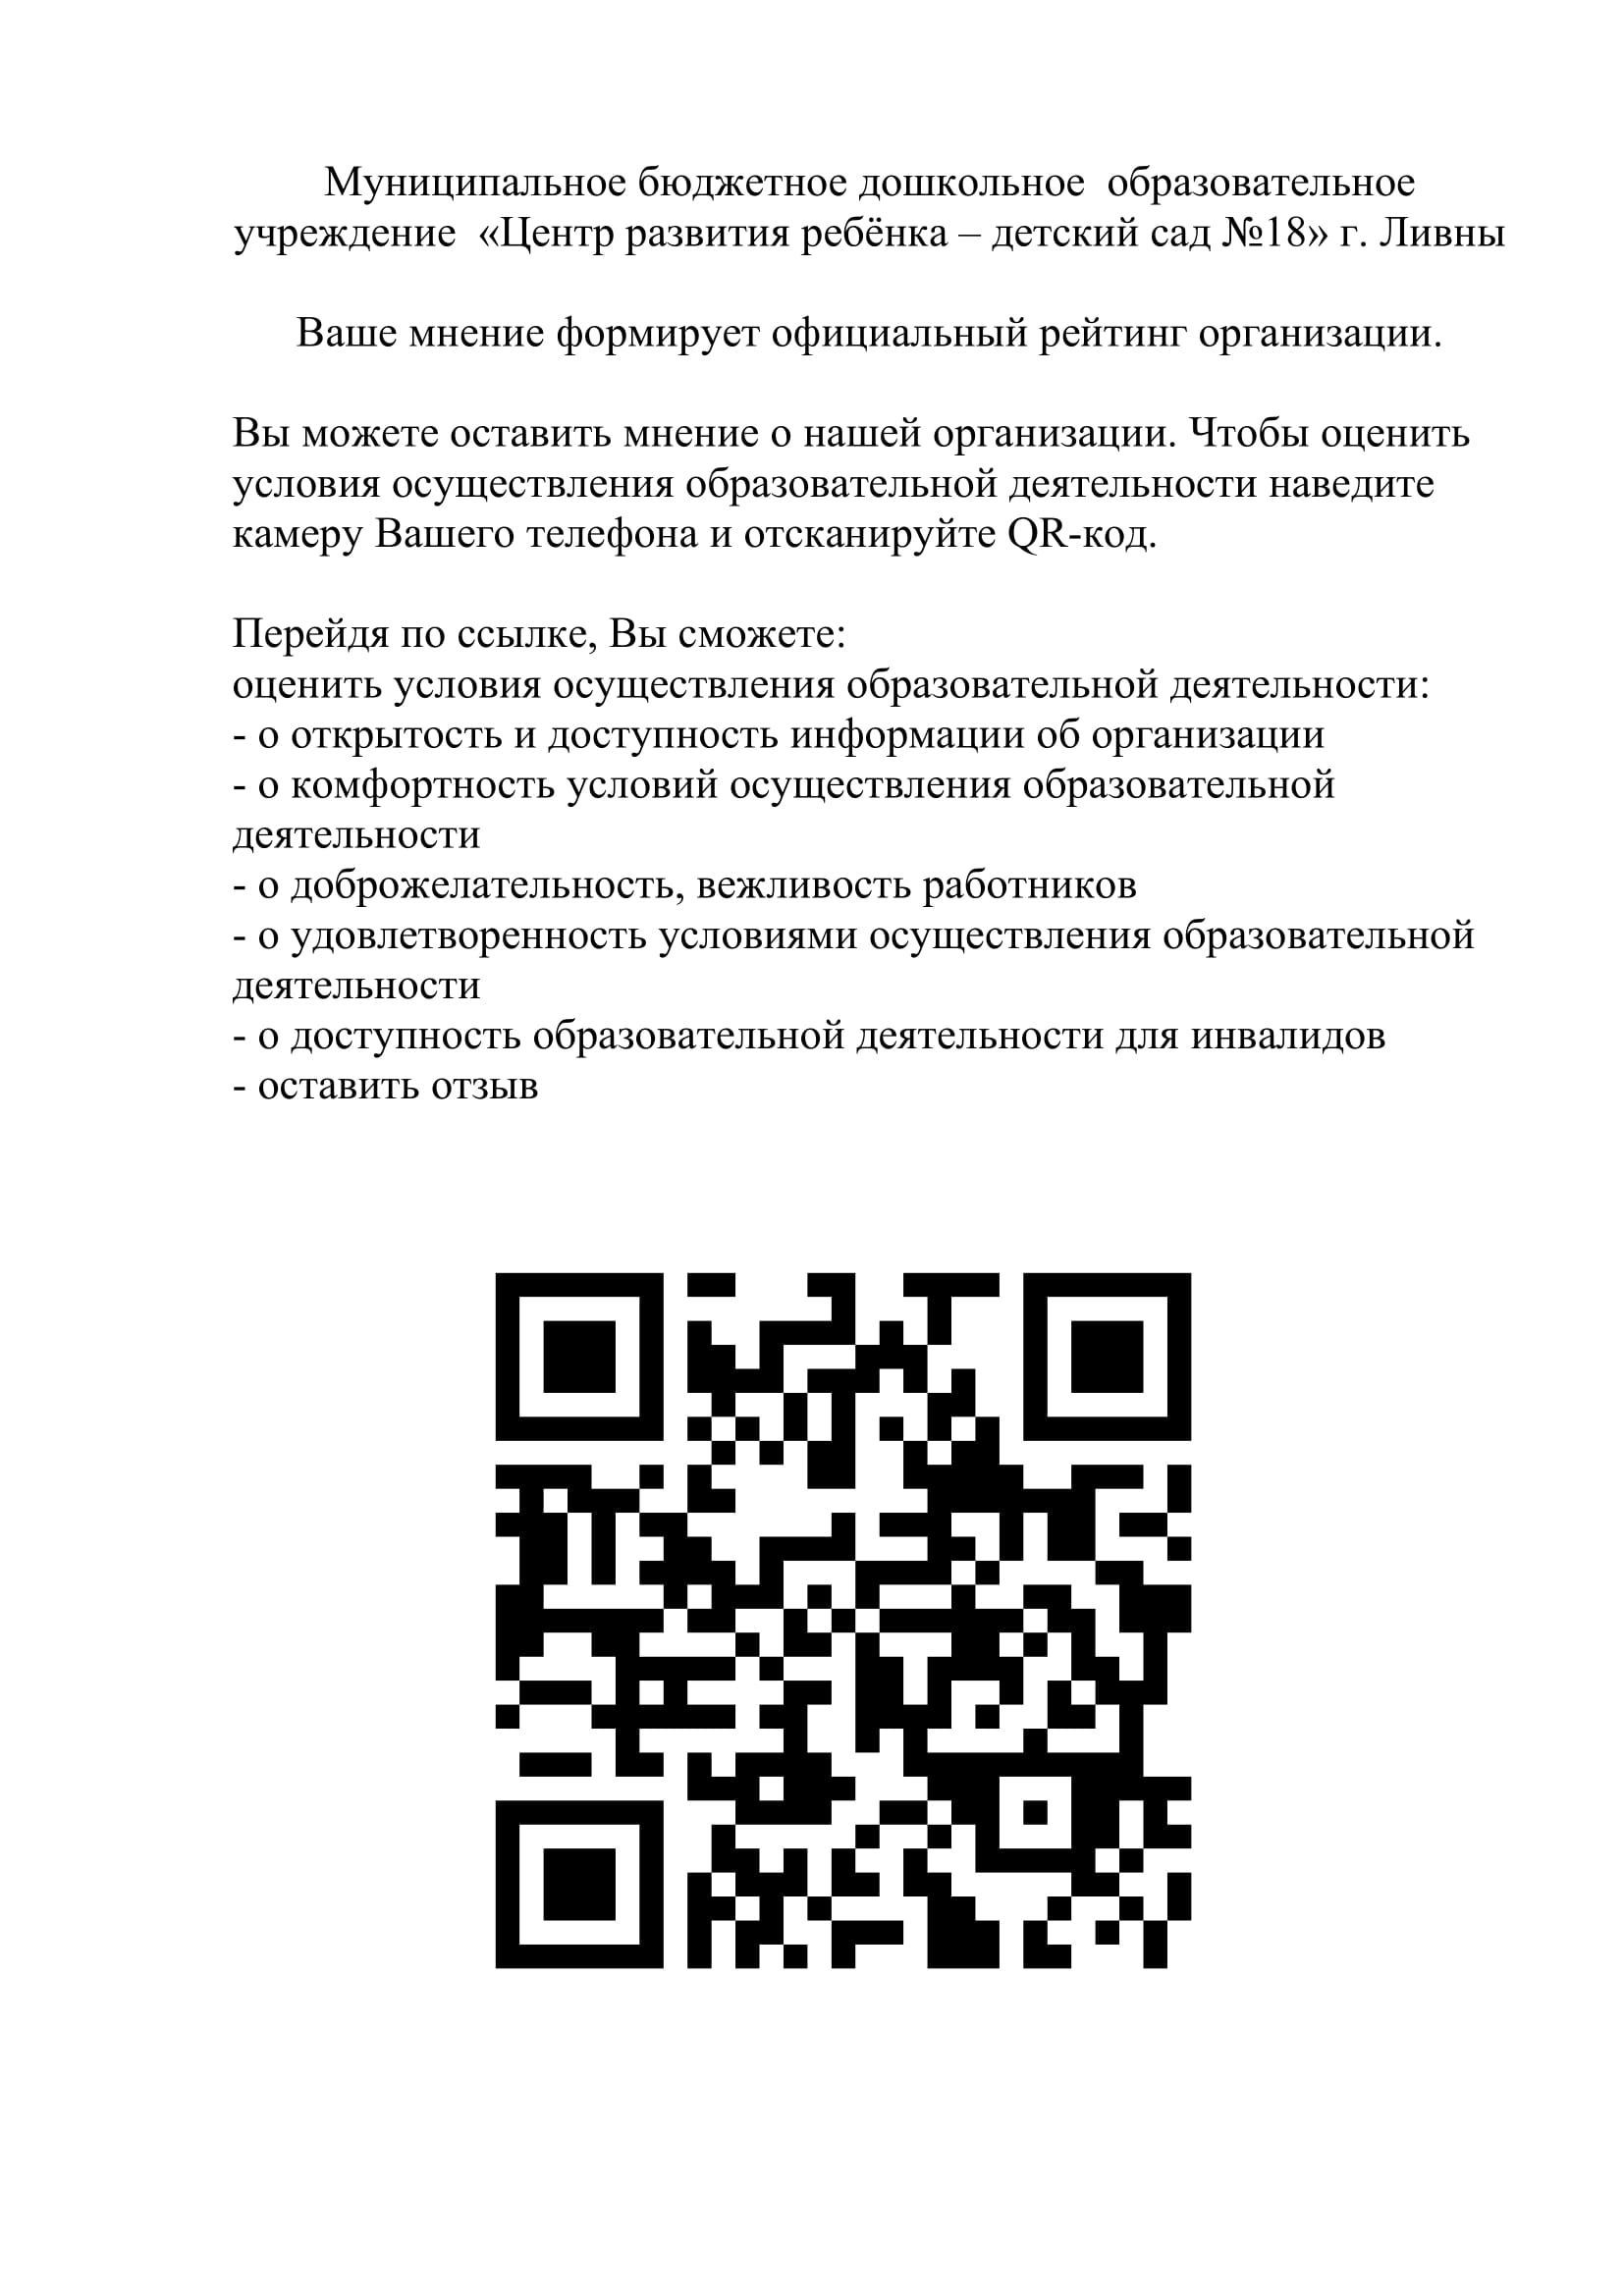 Муниципальное бюджетное дошкольное образовательное
учреждение «Центр развития ребёнка – детский сад №18» г. Ливны
Ваше мнение формирует официальный рейтинг организации.
Вы можете оставить мнение о нашей организации. Чтобы оценить
условия осуществления образовательной деятельности наведите
камеру Вашего телефона и отсканируйте QR-код.
Перейдя по ссылке, Вы сможете:
оценить условия осуществления образовательной деятельности:
- о открытость и доступность информации об организации
- о комфортность условий осуществления образовательной
деятельности
- о доброжелательность, вежливость работников
- о удовлетворенность условиями осуществления образовательной
деятельности
- о доступность образовательной деятельности для инвалидов
- оставить отзыв